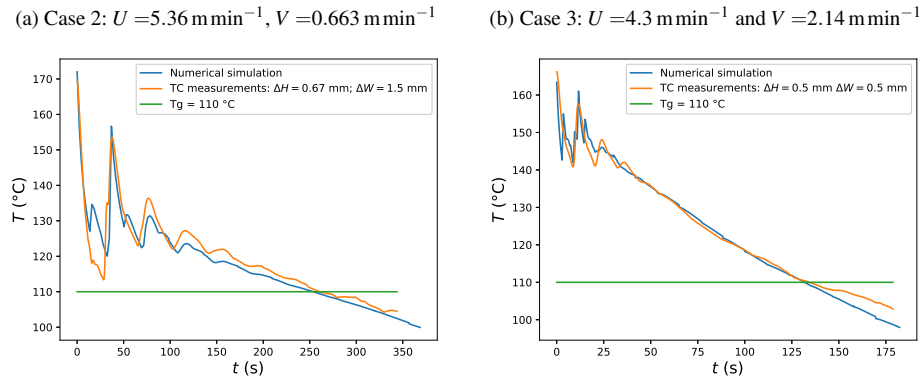 (a) Case 2: U =5.36 m min⁻¹, V =0.663 m min⁻¹
T (°C)
170
160
150
140
130
120
110
100
Numerical simulation
TC measurements: ΔH = 0.67 mm; ΔW = 1.5 mm
Tg = 110 °C
0 50 100 150 200 250 300 350
t (s)
(b) Case 3: U =4.3 m min⁻¹ and V =2.14 m min⁻¹
T (°C)
160
150
140
130
120
110
100
Numerical simulation
TC measurements: ΔH = 0.5 mm ΔW = 0.5 mm
Tg = 110 °C
0 25 50 75 100 125 150 175
t (s)